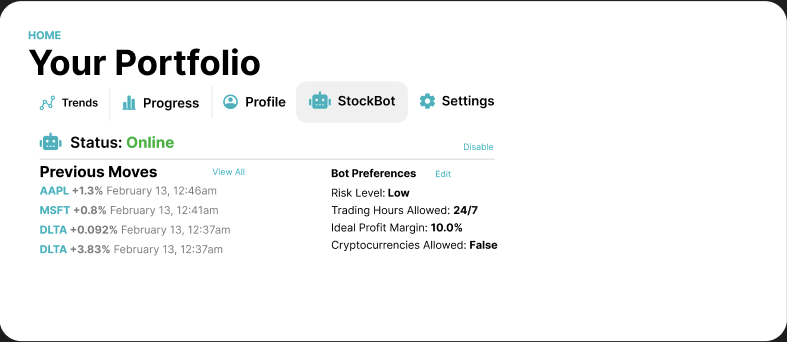 HOME
Your Portfolio
Trends
Progress
Profile
StockBot
Settings
Status: Online
Disable
Previous Moves
View All
AAPL +1.3% February 13, 12:46am
MSFT +0.8% February 13, 12:41am
DLTA +0.092% February 13, 12:37am
DLTA +3.83% February 13, 12:37am
Bot Preferences
Edit
Risk Level: Low
Trading Hours Allowed: 24/7
Ideal Profit Margin: 10.0%
Cryptocurrencies Allowed: False